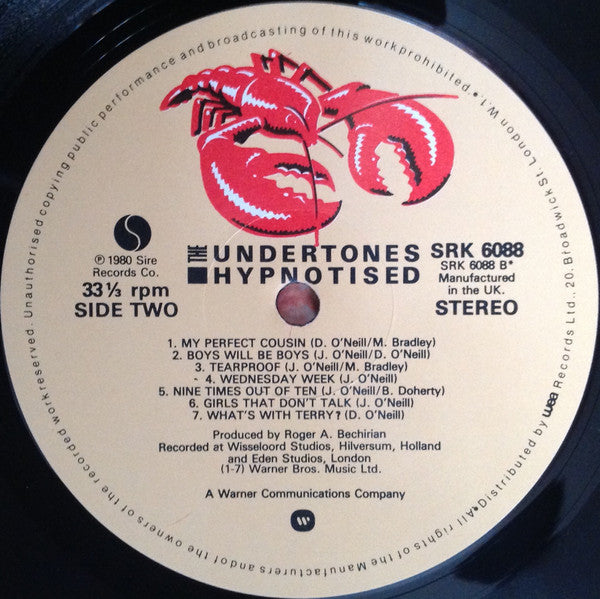 All rights of the Manufacturers and of the owners of the recorded work reserved. Unauthorised copying public performance and broadcasting of this work prohibited. • W1
• Distributed by wea Records Ltd., 20, Broadwick St. London
THE UNDERTONES
HYPNOTISED
℗ 1980 Sire
Records Co.
33⅓ rpm
SIDE TWO
SRK 6088
SRK 6088 B*
Manufactured
in the UK.
STEREO
1. MY PERFECT COUSIN (D. O'Neill/M. Bradley)
2. BOYS WILL BE BOYS (J. O'Neill/D. O'Neill)
3. TEARPROOF (J. O'Neill/M. Bradley)
4. WEDNESDAY WEEK (J. O'Neill)
5. NINE TIMES OUT OF TEN (J. O'Neill/B. Doherty)
6. GIRLS THAT DON'T TALK (J. O'Neill)
7. WHAT'S WITH TERRY? (D. O'Neill)
Produced by Roger A. Bechirian
Recorded at Wisseloord Studios, Hilversum, Holland
and Eden Studios, London
(1-7) Warner Bros. Music Ltd.
A Warner Communications Company